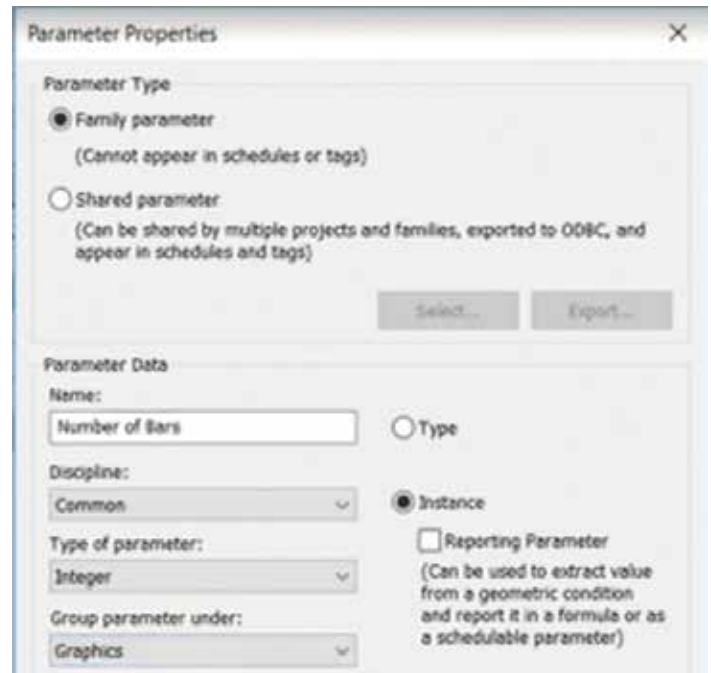 Parameter Properties
Parameter Type
Family parameter
(Cannot appear in schedules or tags)
Shared parameter
(Can be shared by multiple projects and families, exported to ODBC, and
appear in schedules and tags)
Select...
Export...
Parameter Data
Name:
Number of Bars
Type
Discipline:
Common
Instance
Type of parameter:
Reporting Parameter
Integer
(Can be used to extract value
from a geometric condition
and report it in a formula or as
a schedulable parameter)
Group parameter under:
Graphics